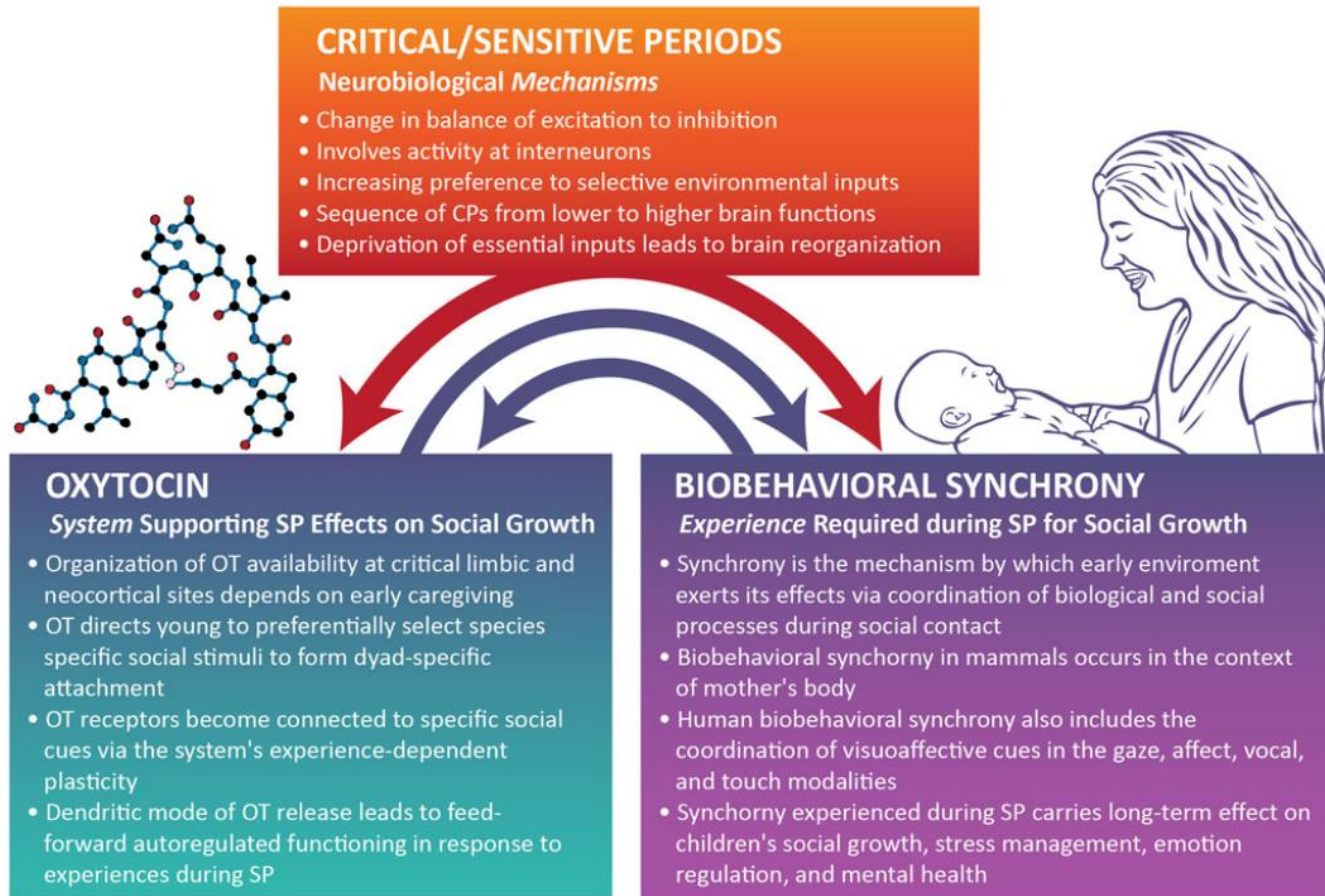 CRITICAL/SENSITIVE PERIODS
Neurobiological Mechanisms
• Change in balance of excitation to inhibition
• Involves activity at interneurons
• Increasing preference to selective environmental inputs
• Sequence of CPs from lower to higher brain functions
• Deprivation of essential inputs leads to brain reorganization
OXYTOCIN
System Supporting SP Effects on Social Growth
• Organization of OT availability at critical limbic and
neocortical sites depends on early caregiving
• OT directs young to preferentially select species
specific social stimuli to form dyad-specific
attachment
• OT receptors become connected to specific social
cues via the system's experience-dependent
plasticity
• Dendritic mode of OT release leads to feed-
forward autoregulated functioning in response to
experiences during SP
BIOBEHAVIORAL SYNCHRONY
Experience Required during SP for Social Growth
• Synchrony is the mechanism by which early enviroment
exerts its effects via coordination of biological and social
processes during social contact
• Biobehavioral synchorny in mammals occurs in the context
of mother's body
• Human biobehavioral synchrony also includes the
coordination of visuoaffective cues in the gaze, affect, vocal,
and touch modalities
• Synchorny experienced during SP carries long-term effect on
children's social growth, stress management, emotion
regulation, and mental health